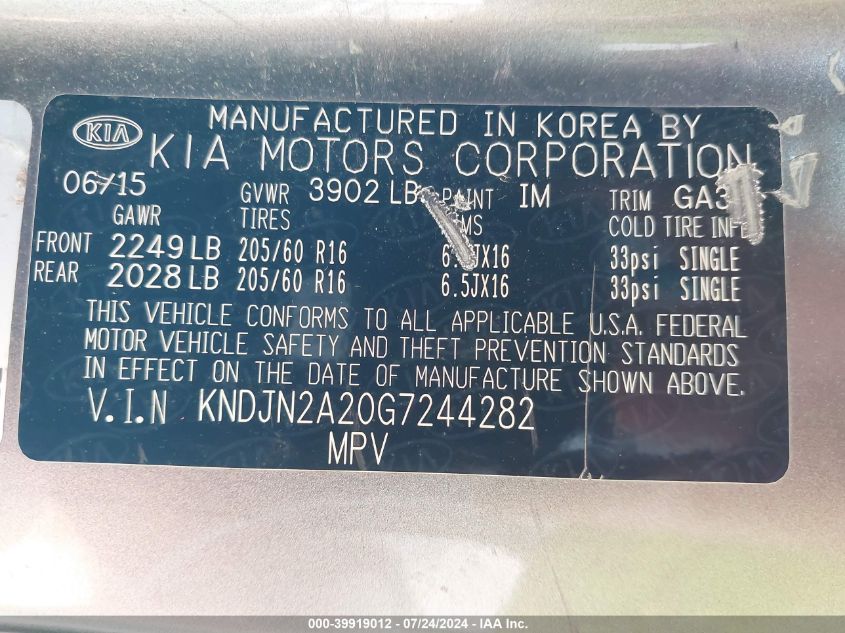 KIA
MANUFACTURED IN KOREA BY
KIA MOTORS CORPORATION
06/15 GVWR 3902 LB PAINT IM TRIM
GAWR TIRES COLD TIRE
FRONT 2249 LB 205/60 R16 33psi SINGLE
REAR 2028 LB 205/60 R16 6.5JX16 33psi SINGLE
THIS VEHICLE CONFORMS TO ALL APPLICABLE U.S.A. FEDERAL
MOTOR VEHICLE SAFETY AND THEFT PREVENTION STANDARDS
IN EFFECT ON THE DATE OF MANUFACTURE SHOWN ABOVE.
V.I.N KNDJN2A20G7244282
MPV
000-39919012 - 07/24/2024 - IAA Inc.